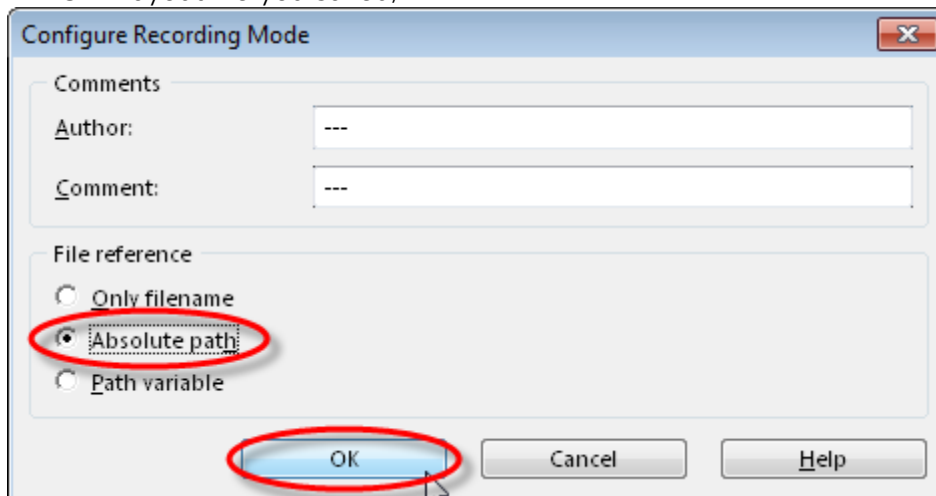 Configure Recording Mode
Comments
Author: ---
Comment: ---
File reference
Only filename
Absolute path
Path variable
OK Cancel Help